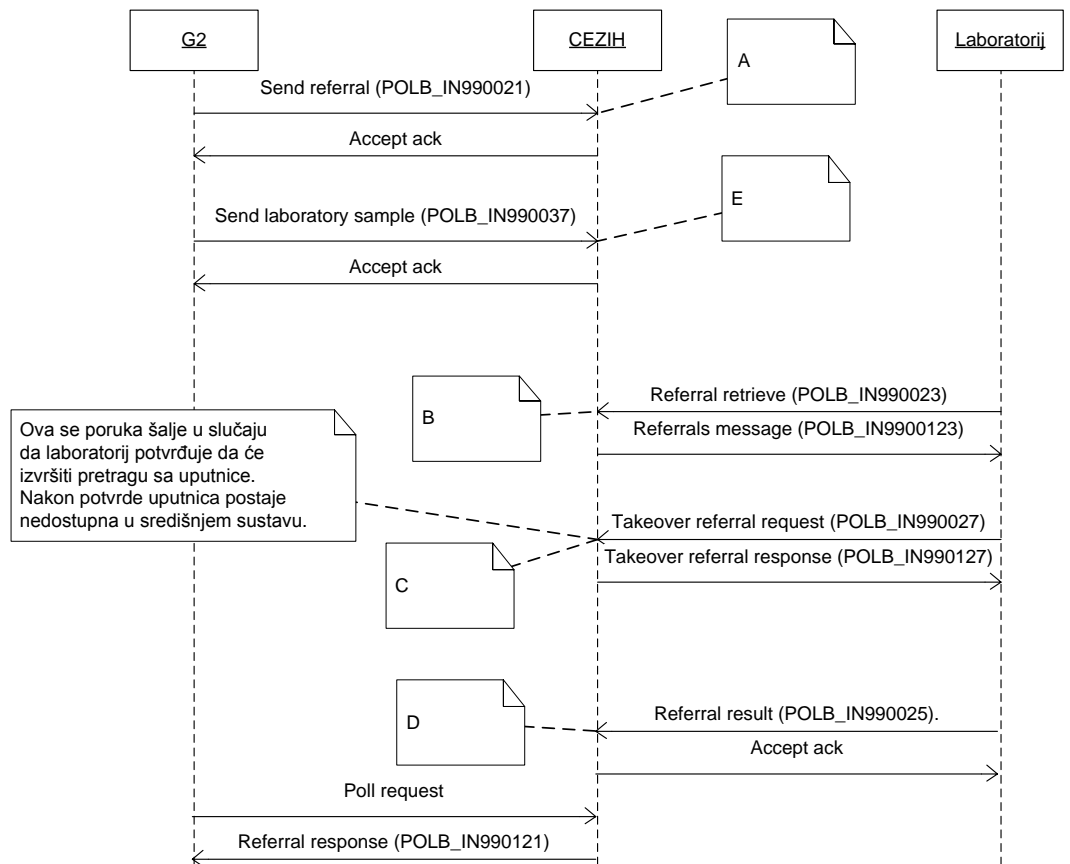 G2
CEZIH
Laboratorij
A
Send referral (POLB_IN990021)
Accept ack
E
Send laboratory sample (POLB_IN990037)
Accept ack
B
Referral retrieve (POLB_IN990023)
Referrals message (POLB_IN9900123)
Ova se poruka šalje u slučaju
da laboratorij potvrđuje da će
izvršiti pretragu sa uputnice.
Nakon potvrde uputnica postaje
nedostupna u središnjem sustavu.
Takeover referral request (POLB_IN990027)
Takeover referral response (POLB_IN990127)
C
D
Referral result (POLB_IN990025).
Accept ack
Poll request
Referral response (POLB_IN990121)